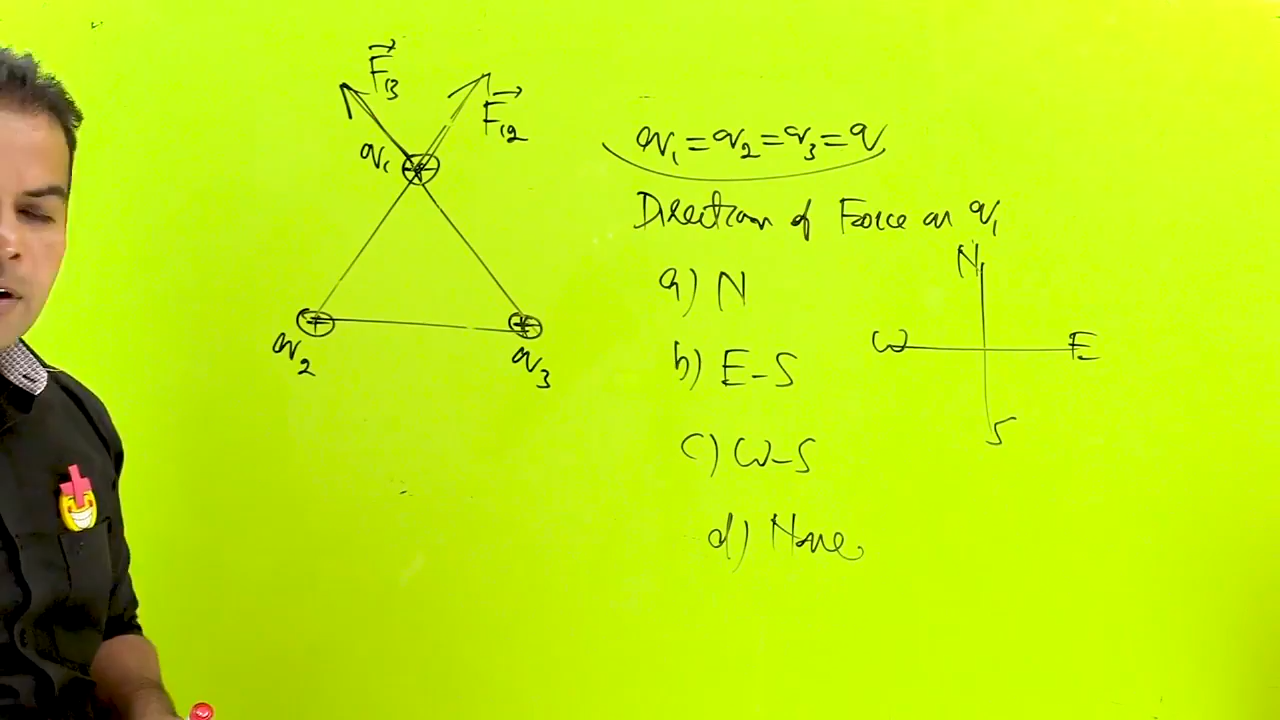 F₁₃
F₁₂
q₁
q₂
q₃
q₁ = q₂ = q₃ = q
Direction of Force on q₁
a) N
b) E-S
c) W-S
d) None
N
W
E
S